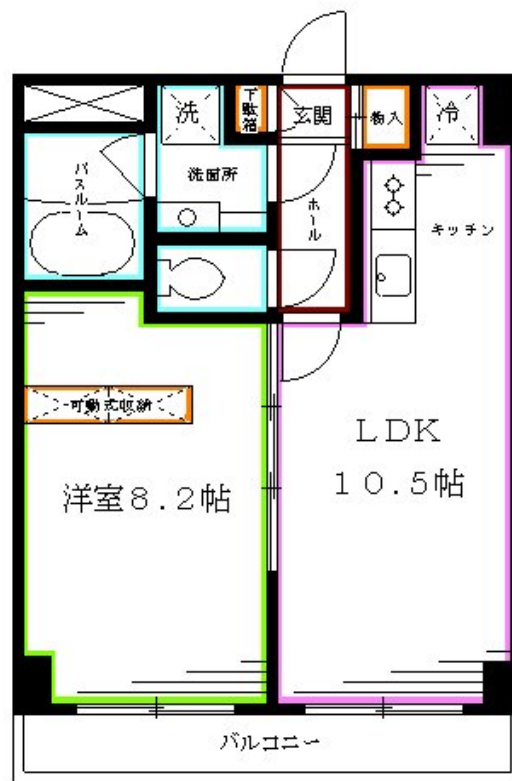 洗
下駄箱
玄関
物入
冷
バスルーム
洗面所
ホール
キッチン
可動式収納
LDK
10.5帖
洋室8.2帖
バルコニー